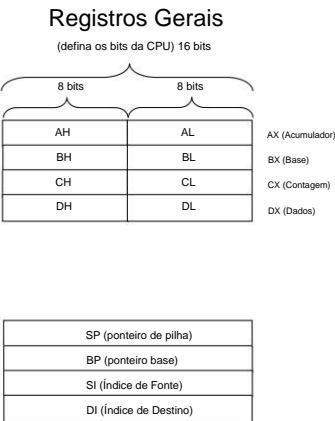 Registros Gerais
(defina os bits da CPU) 16 bits
8 bits 8 bits
AH AL AX (Acumulador)
BH BL BX (Base)
CH CL CX (Contagem)
DH DL DX (Dados)
SP (ponteiro de pilha)
BP (ponteiro base)
SI (Índice de Fonte)
DI (Índice de Destino)